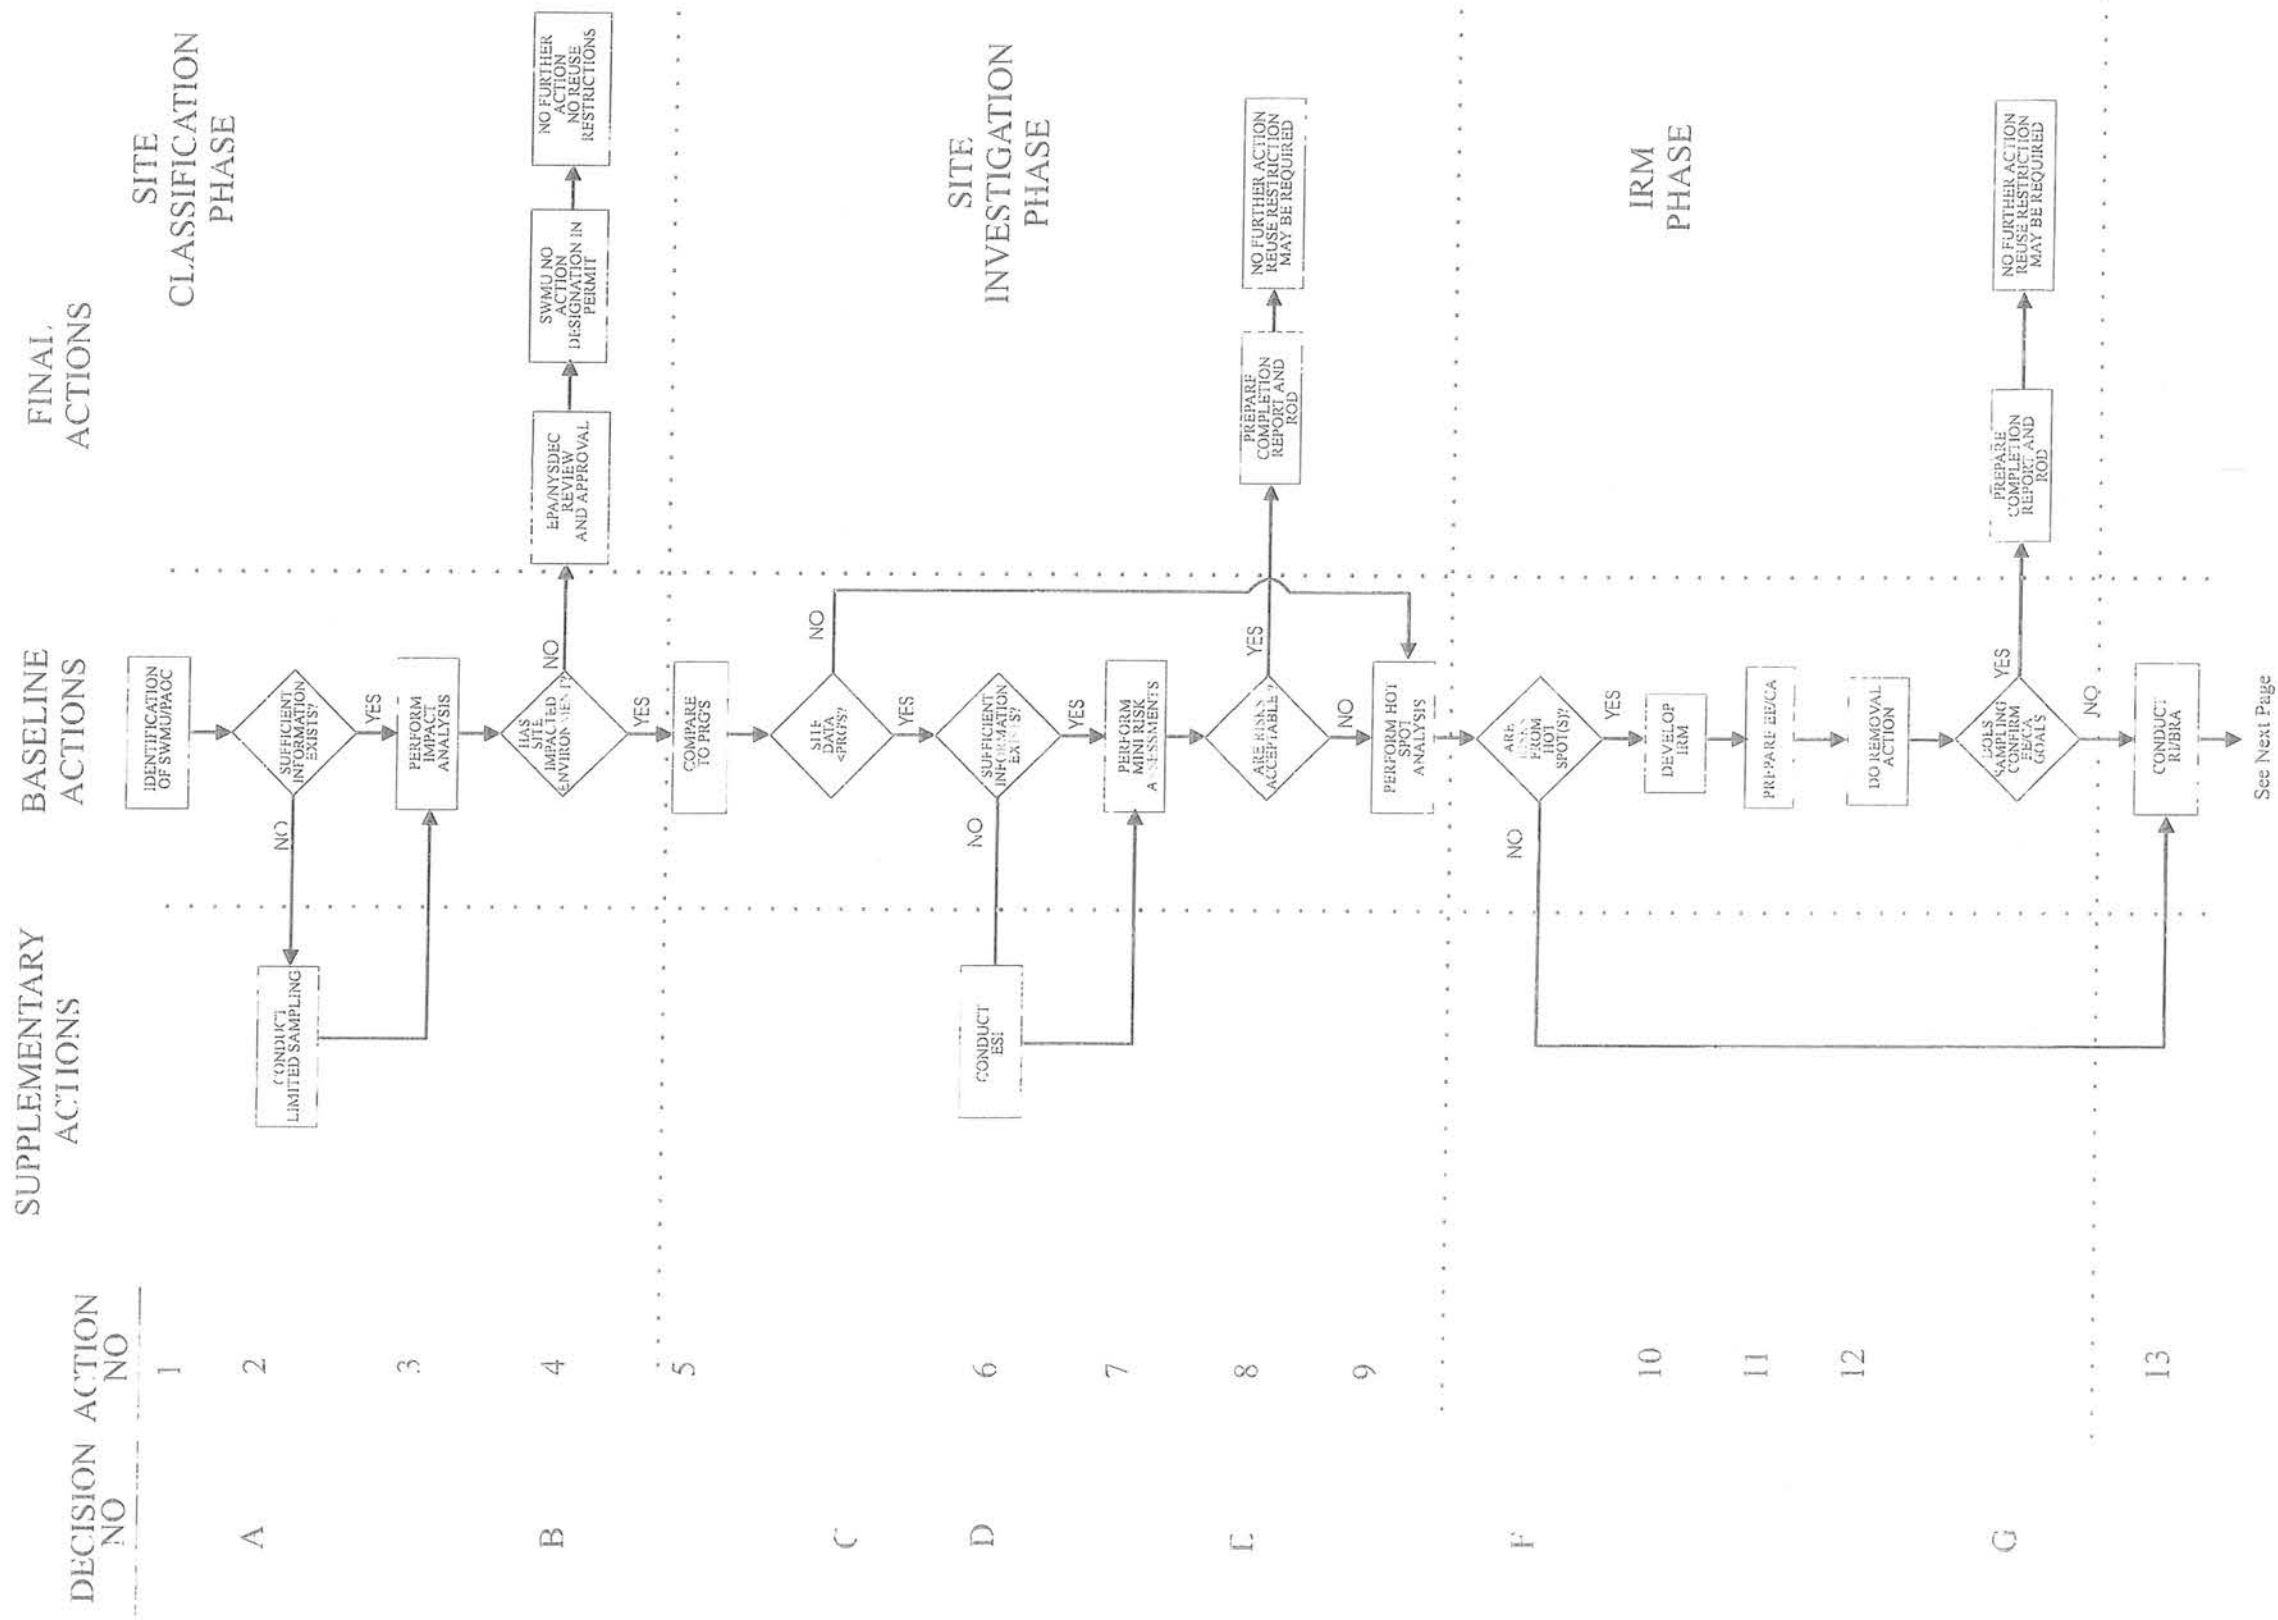 DECISION
NO
ACTION
NO
SUPPLEMENTARY
ACTIONS
BASELINE
ACTIONS
FINAL
ACTIONS
1
IDENTIFICATION
OF SWMU/PAOC
SITE
CLASSIFICATION
PHASE
A
2
SUFFICIENT
INFORMATION
EXISTS?
NO
YES
CONDUCT
LIMITED SAMPLING
3
PERFORM
IMPACT
ANALYSIS
B
4
HAS
SITE
IMPACTED
ENVIRONMENT?
NO
YES
EPA/NYSDEC
REVIEW
AND APPROVAL
SWMU NO
ACTION
DESIGNATION IN
PERMIT
NO FURTHER
ACTION
NO REUSE
RESTRICTIONS
5
COMPARE
TO PRG'S
C
SITE
DATA
<PRG'S?
NO
YES
SITE
INVESTIGATION
PHASE
D
6
SUFFICIENT
INFORMATION
EXISTS?
NO
YES
CONDUCT
ESI
7
PERFORM
MINI RISK
ASSESSMENTS
E
8
ARE RISKS
ACCEPTABLE?
YES
NO
PREPARE
COMPLETION
REPORT AND
ROD
NO FURTHER ACTION
REUSE RESTRICTION
MAY BE REQUIRED
9
PERFORM HOT
SPOT
ANALYSIS
F
ARE
RISKS
FROM
HOT
SPOT(S)?
NO
YES
IRM
PHASE
10
DEVELOP
IRM
11
PREPARE EE/CA
12
DO REMOVAL
ACTION
G
DOES
SAMPLING
CONFIRM
EE/CA
GOALS
YES
NO
PREPARE
COMPLETION
REPORT AND
ROD
NO FURTHER ACTION
REUSE RESTRICTION
MAY BE REQUIRED
13
CONDUCT
RI/BRA
See Next Page